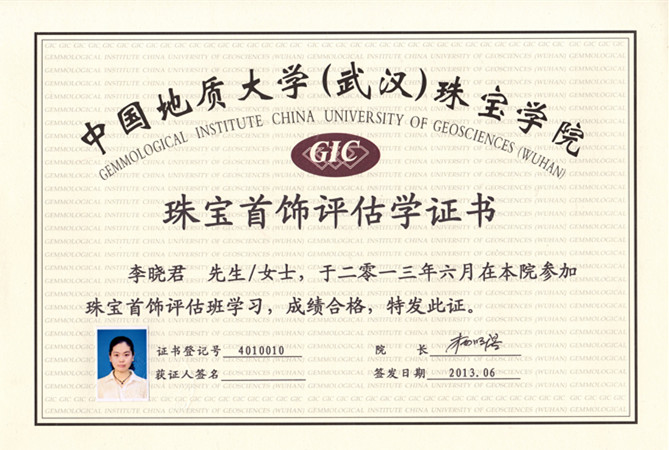 中国地质大学(武汉)珠宝学院
GEMMOLOGICAL INSTITUTE CHINA UNIVERSITY OF GEOSCIENCES (WUHAN)
GIC
珠宝首饰评估学证书
李晓君 先生/女士，于二零一三年六月在本院参加
珠宝首饰评估班学习，成绩合格，特发此证。
证书登记号 4010010 院 长
获证人签名 签发日期 2013.06